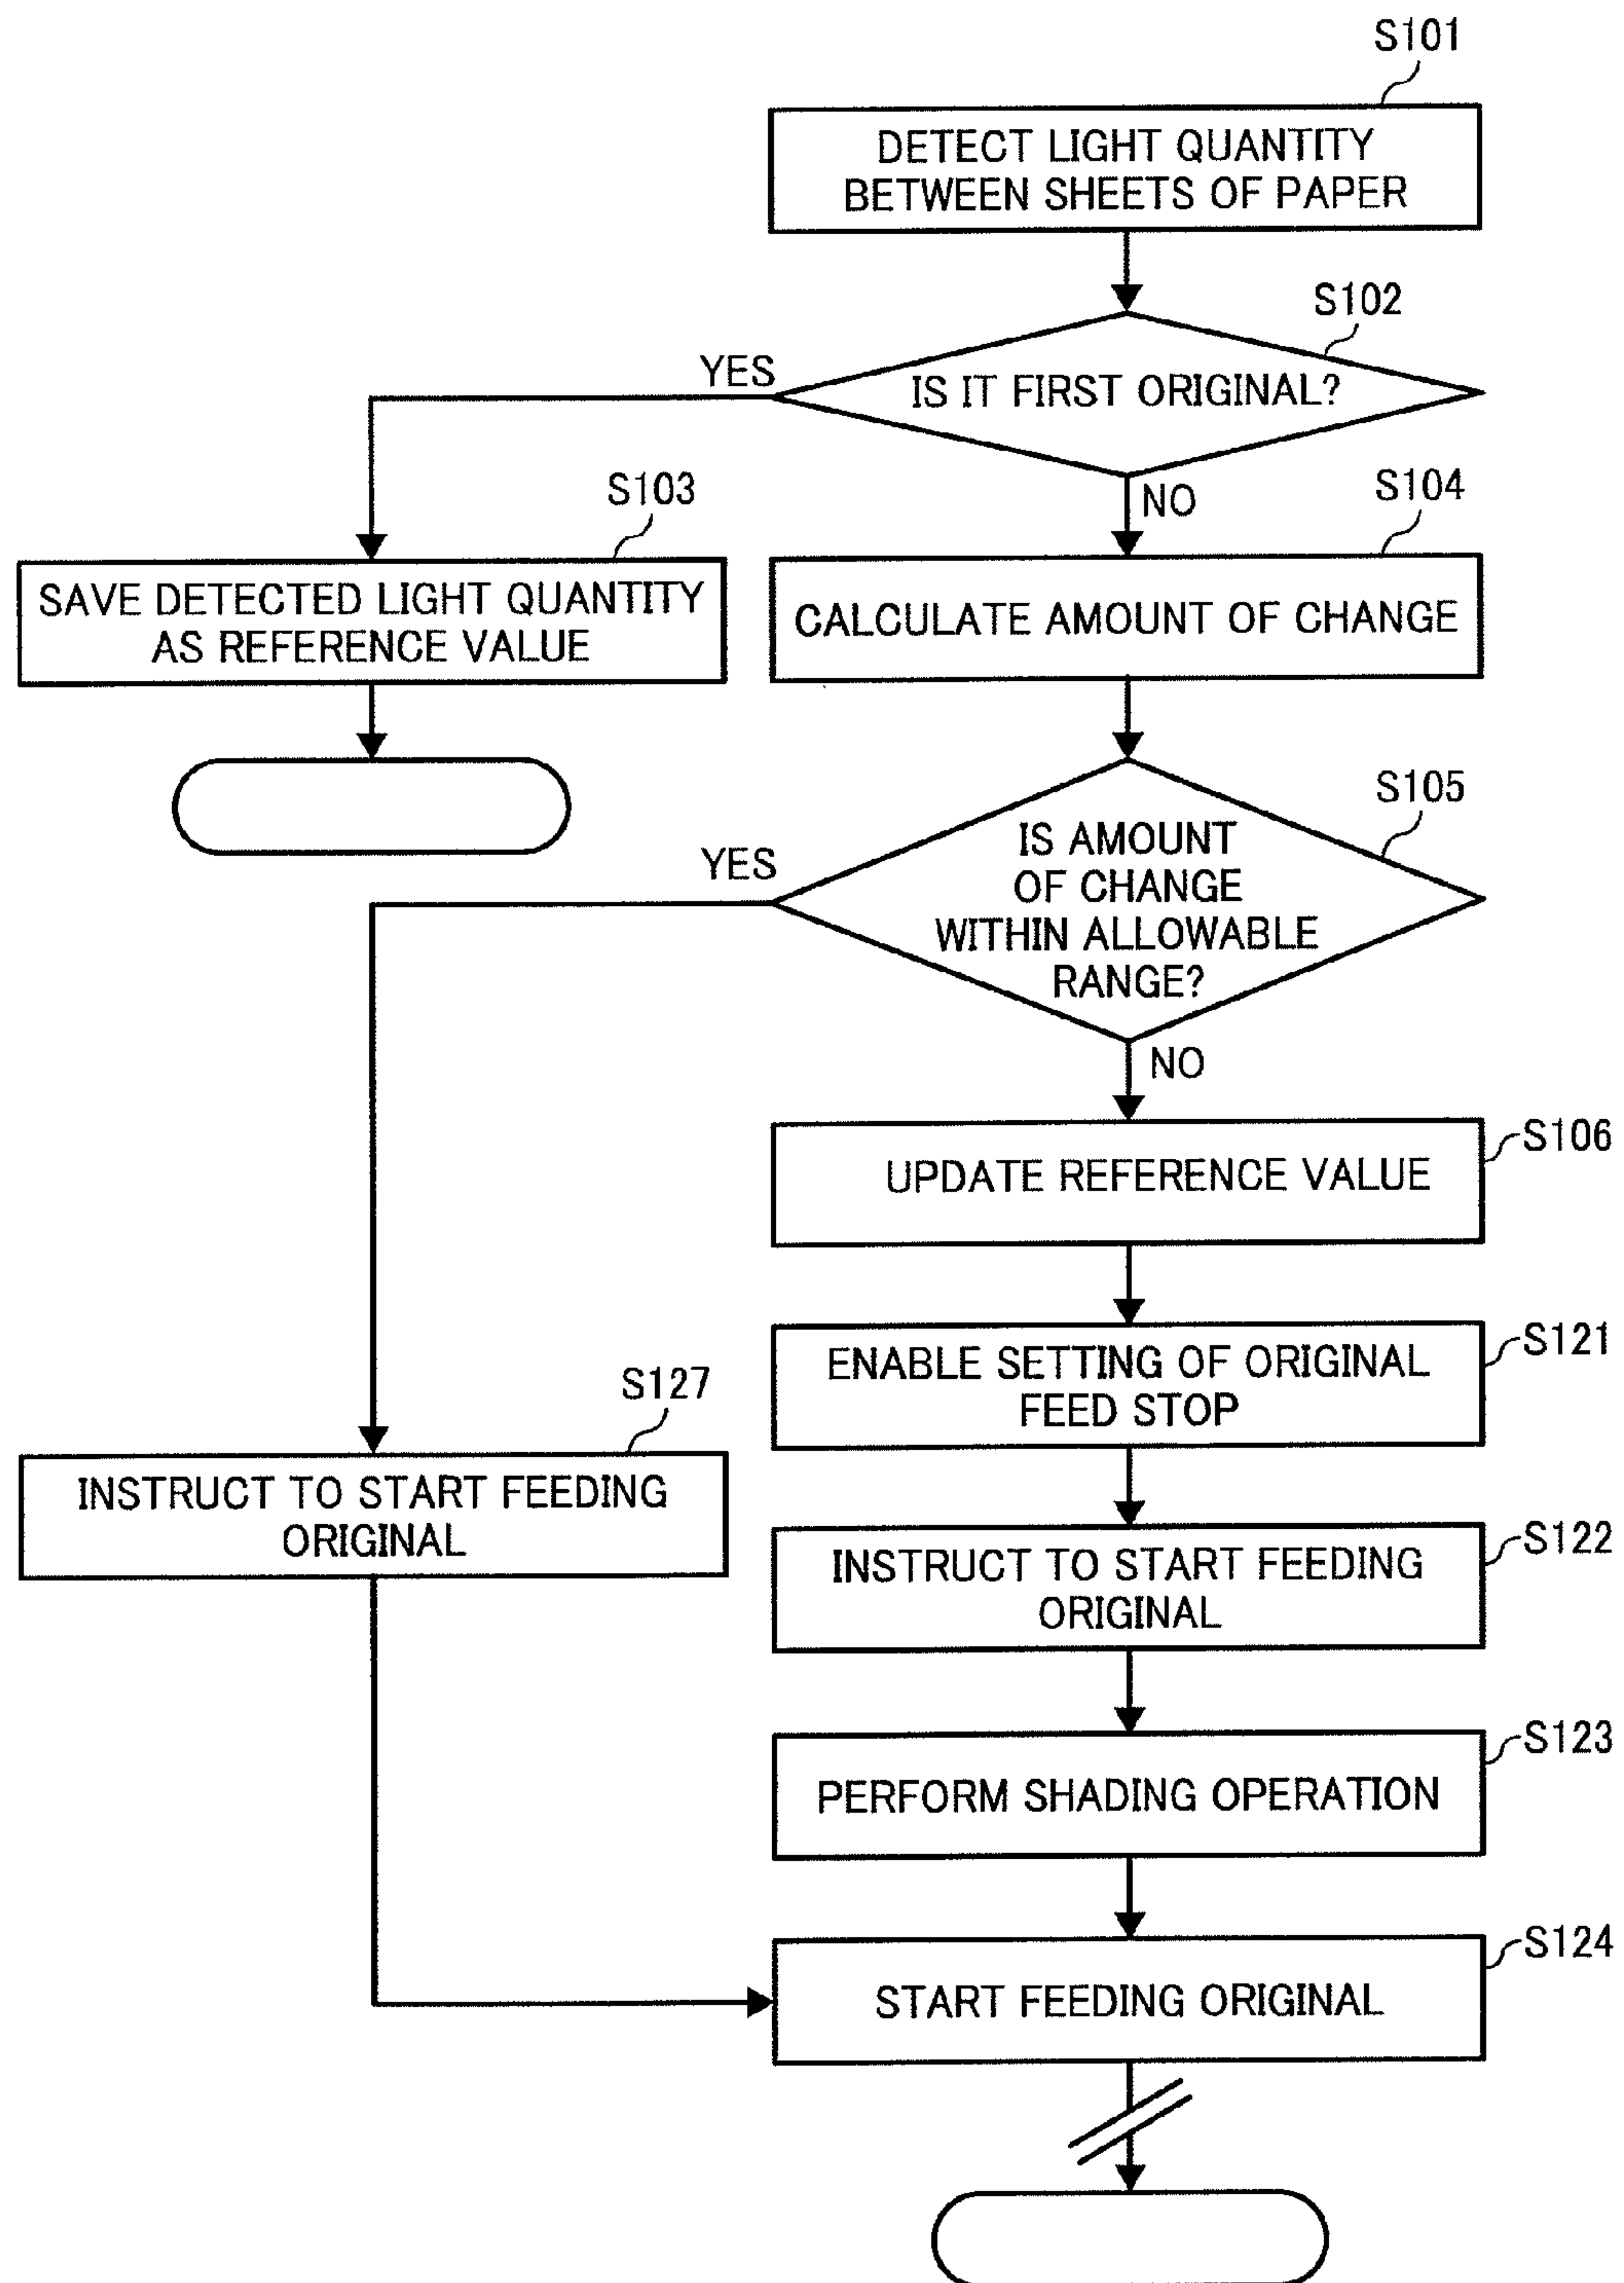 S101
DETECT LIGHT QUANTITY
BETWEEN SHEETS OF PAPER
S102
YES
IS IT FIRST ORIGINAL?
NO
S103
SAVE DETECTED LIGHT QUANTITY
AS REFERENCE VALUE
S104
CALCULATE AMOUNT OF CHANGE
S105
YES
IS AMOUNT
OF CHANGE
WITHIN ALLOWABLE
RANGE?
NO
S106
UPDATE REFERENCE VALUE
S121
ENABLE SETTING OF ORIGINAL
FEED STOP
S127
INSTRUCT TO START FEEDING
ORIGINAL
S122
INSTRUCT TO START FEEDING
ORIGINAL
S123
PERFORM SHADING OPERATION
S124
START FEEDING ORIGINAL